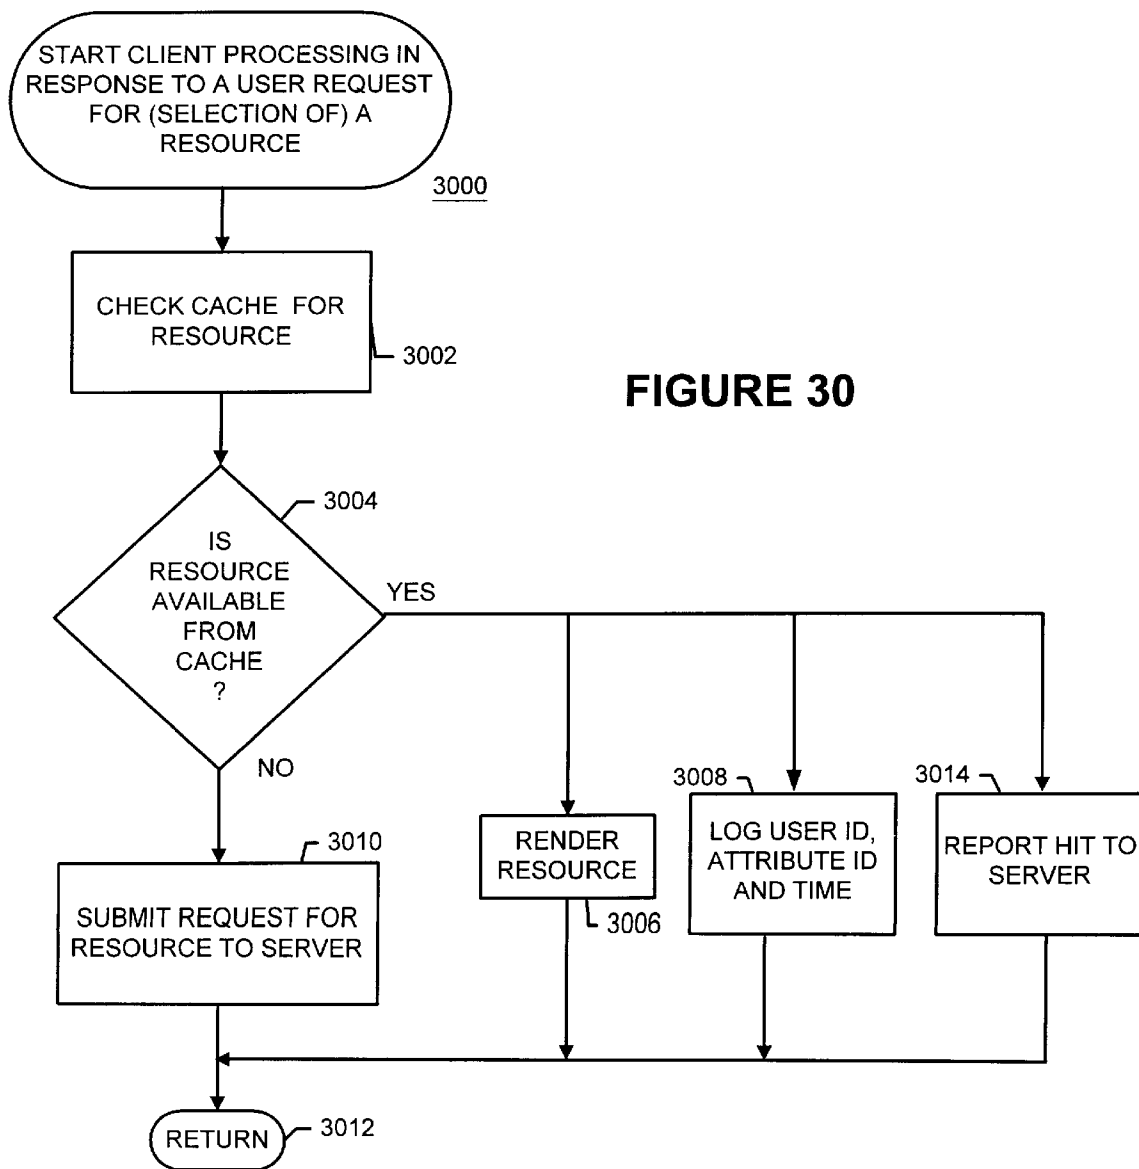 START CLIENT PROCESSING IN
RESPONSE TO A USER REQUEST
FOR (SELECTION OF) A
RESOURCE
3000
CHECK CACHE FOR
RESOURCE
3002
FIGURE 30
3004
IS
RESOURCE
AVAILABLE
FROM
CACHE
?
YES
NO
3010
SUBMIT REQUEST FOR
RESOURCE TO SERVER
RENDER
RESOURCE
3006
3008
LOG USER ID,
ATTRIBUTE ID
AND TIME
3014
REPORT HIT TO
SERVER
RETURN
3012